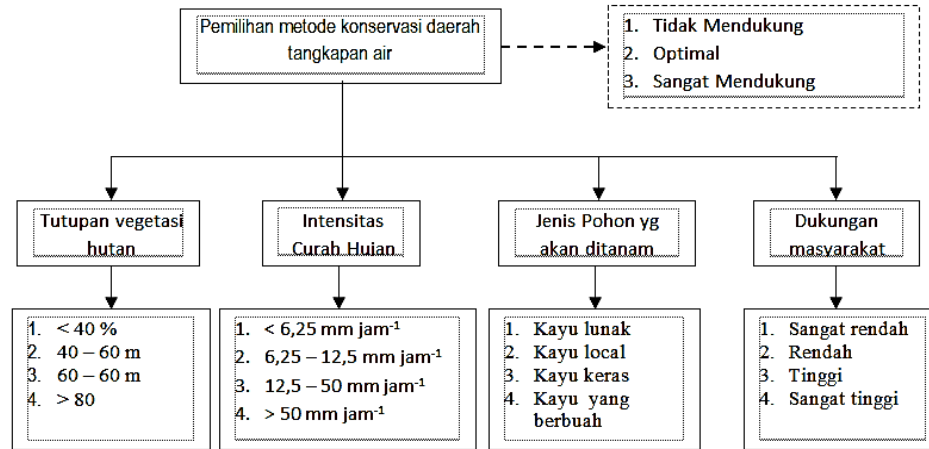 Pemilihan metode konservasi daerah
tangkapan air
1. Tidak Mendukung
2. Optimal
3. Sangat Mendukung
Tutupan vegetasi
hutan
Intensitas
Curah Hujan
Jenis Pohon yg
akan ditanam
Dukungan
masyarakat
1. < 40 %
2. 40 – 60 m
3. 60 – 60 m
4. > 80
1. < 6,25 mm jam⁻¹
2. 6,25 – 12,5 mm jam⁻¹
3. 12,5 – 50 mm jam⁻¹
4. > 50 mm jam⁻¹
1. Kayu lunak
2. Kayu local
3. Kayu keras
4. Kayu yang
berbuah
1. Sangat rendah
2. Rendah
3. Tinggi
4. Sangat tinggi